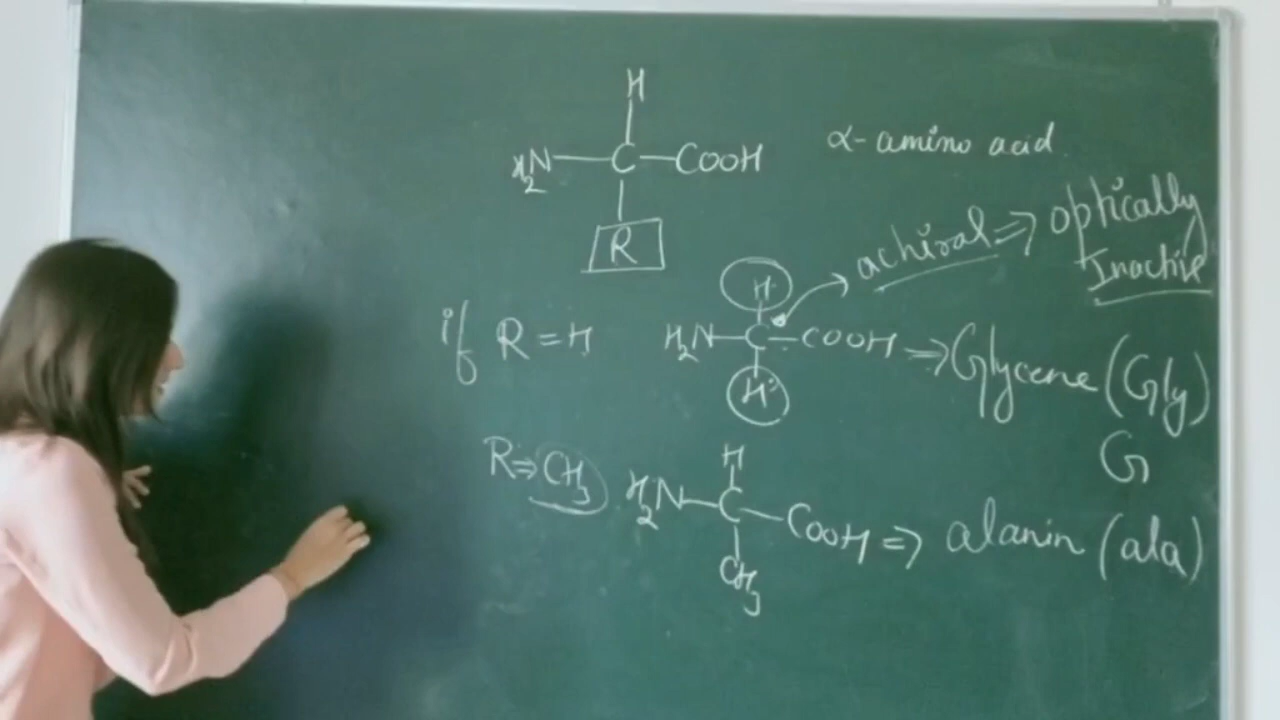 H
H₂N—C—COOH
R
α- amino acid
achiral ⇒ optically
Inactive
if R = H
H
H₂N—C—COOH ⇒ Glycene (Gly)
H
G
R ⇒ CH₃
H
H₂N—C—COOH ⇒ alanin (ala)
CH₃